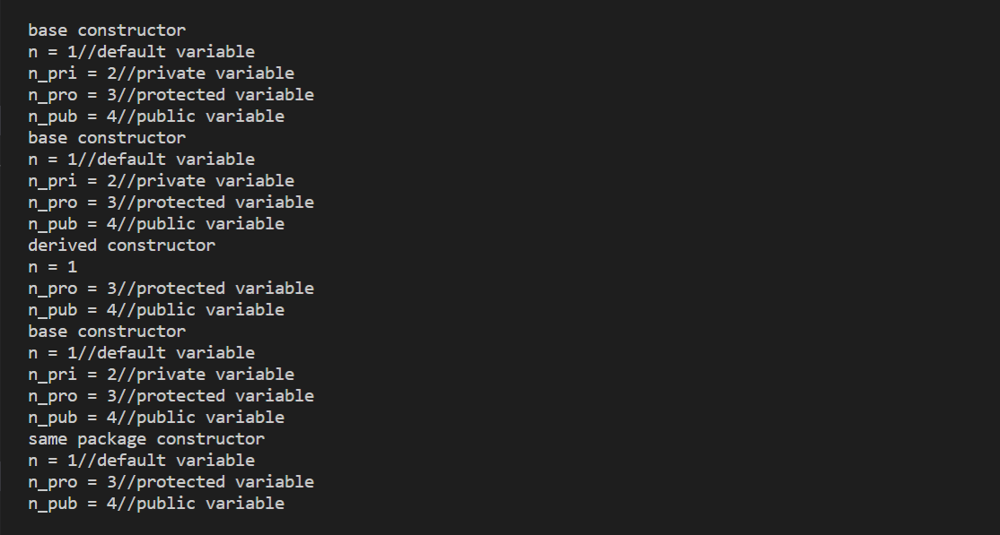 base constructor
n = 1//default variable
n_pri = 2//private variable
n_pro = 3//protected variable
n_pub = 4//public variable
base constructor
n = 1//default variable
n_pri = 2//private variable
n_pro = 3//protected variable
n_pub = 4//public variable
derived constructor
n = 1
n_pro = 3//protected variable
n_pub = 4//public variable
base constructor
n = 1//default variable
n_pri = 2//private variable
n_pro = 3//protected variable
n_pub = 4//public variable
same package constructor
n = 1//default variable
n_pro = 3//protected variable
n_pub = 4//public variable